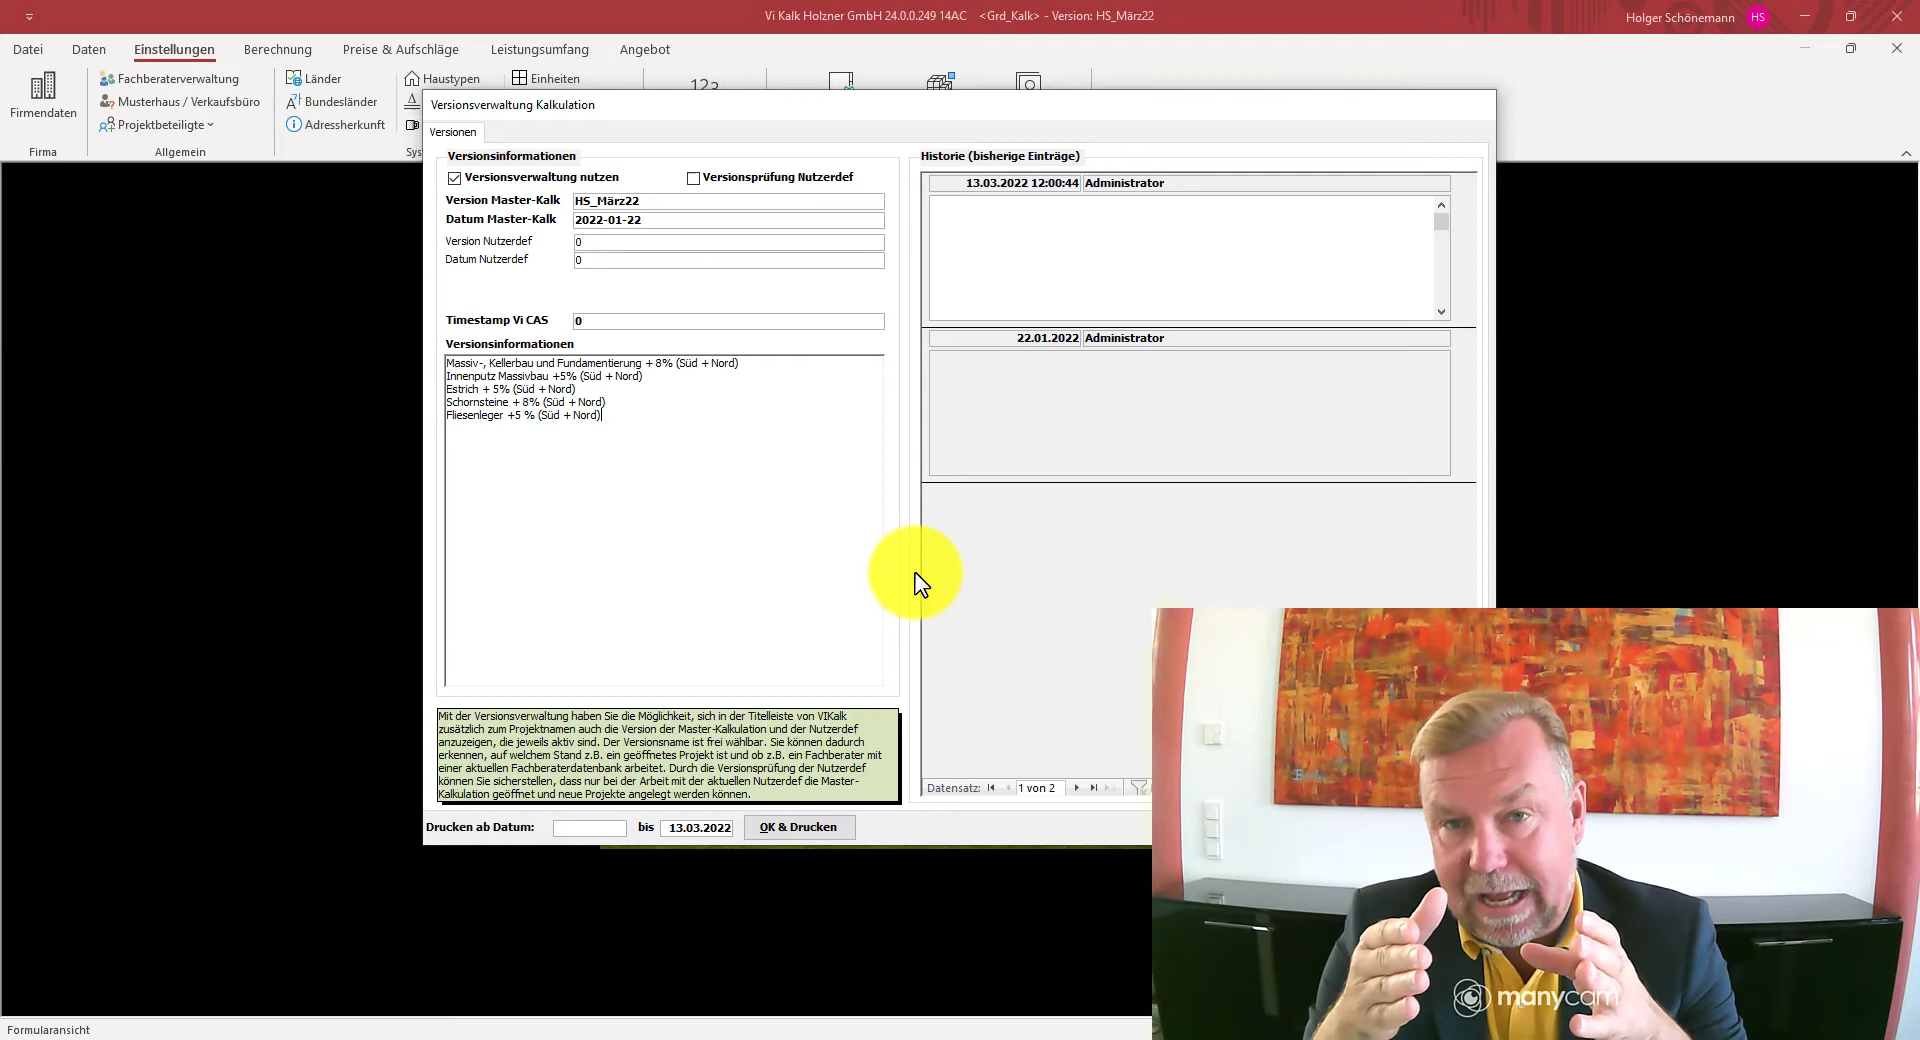 Vi Kalk Holzner GmbH 24.0.0.249 14AC <Grd_Kalk> - Version: HS_März22
Holger Schönemann HS
Datei Daten Einstellungen Berechnung Preise & Aufschläge Leistungsumfang Angebot
Firmendaten
Firma
Fachberaterverwaltung
Musterhaus / Verkaufsbüro
Projektbeteiligte
Allgemein
Länder
Bundesländer
Adressherkunft
Haustypen
Einheiten
Versionsverwaltung Kalkulation
Versionen
Versionsinformationen
Versionsverwaltung nutzen
Versionsprüfung Nutzerdef
Version Master-Kalk HS_März22
Datum Master-Kalk 2022-01-22
Version Nutzerdef 0
Datum Nutzerdef 0
Timestamp Vi CAS 0
Versionsinformationen
Massiv-, Kellerbau und Fundamentierung + 8% (Süd + Nord)
Innenputz Massivbau +5% (Süd + Nord)
Estrich + 5% (Süd + Nord)
Schornsteine + 8% (Süd + Nord)
Fliesenleger +5 % (Süd + Nord)
Mit der Versionsverwaltung haben Sie die Möglichkeit, sich in der Titelleiste von VIKalk
zusätzlich zum Projektnamen auch die Version der Master-Kalkulation und der Nutzerdef
anzuzeigen, die jeweils aktiv sind. Der Versionsname ist frei wählbar. Sie können dadurch
erkennen, auf welchem Stand z.B. ein geöffnetes Projekt ist und ob z.B. ein Fachberater mit
einer aktuellen Fachberaterdatenbank arbeitet. Durch die Versionsprüfung der Nutzerdef
können Sie sicherstellen, dass nur bei der Arbeit mit der aktuellen Nutzerdef die Master-
Kalkulation geöffnet und neue Projekte angelegt werden können.
Drucken ab Datum: bis 13.03.2022 OK & Drucken
Historie (bisherige Einträge)
13.03.2022 12:00:44 Administrator
22.01.2022 Administrator
Datensatz: 1 von 2
manycam
Formularansicht